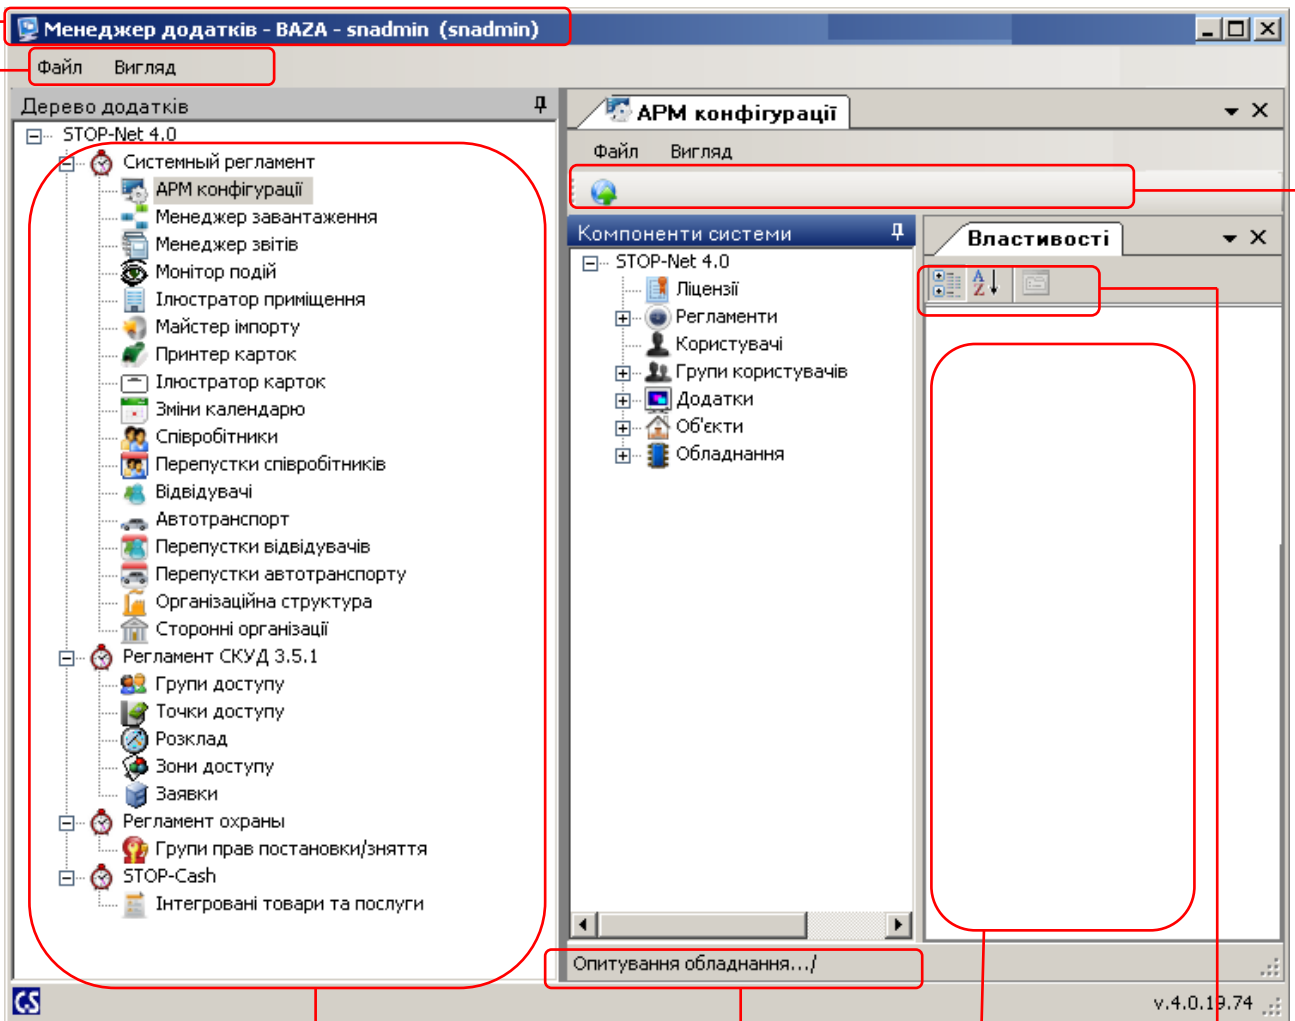 Менеджер додатків - BAZA - snadmin (snadmin)
Файл Вигляд
Дерево додатків
STOP-Net 4.0
Системный регламент
АРМ конфігурації
Менеджер завантаження
Менеджер звітів
Монітор подій
Ілюстратор приміщення
Майстер імпорту
Принтер карток
Ілюстратор карток
Зміни календарю
Співробітники
Перепустки співробітників
Відвідувачі
Автотранспорт
Перепустки відвідувачів
Перепустки автотранспорту
Організаційна структура
Сторонні організації
Регламент СКУД 3.5.1
Групи доступу
Точки доступу
Розклад
Зони доступу
Заявки
Регламент охраны
Групи прав постановки/зняття
STOP-Cash
Інтегровані товари та послуги
АРМ конфігурації
Файл Вигляд
Компоненти системи
STOP-Net 4.0
Ліцензії
Регламенти
Користувачі
Групи користувачів
Додатки
Об'єкти
Обладнання
Властивості
Опитування обладнання.../
v.4.0.19.74